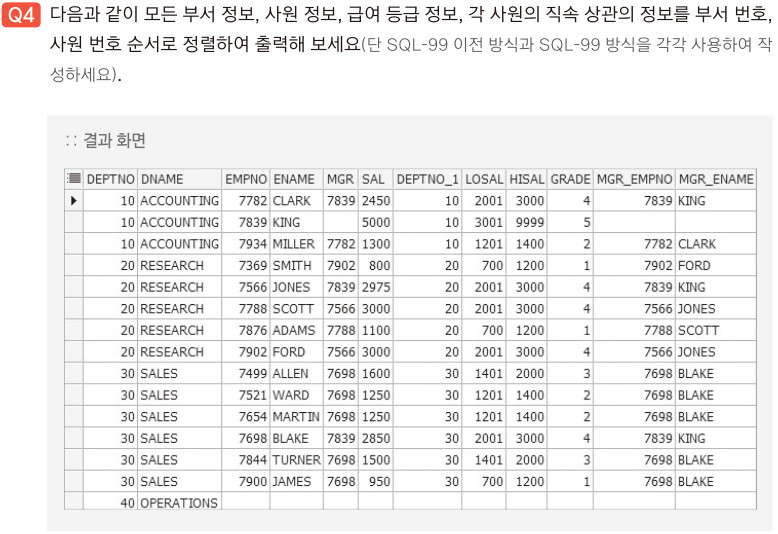 Q4 다음과 같이 모든 부서 정보, 사원 정보, 급여 등급 정보, 각 사원의 직속 상관의 정보를 부서 번호,
사원 번호 순서로 정렬하여 출력해 보세요(단 SQL-99 이전 방식과 SQL-99 방식을 각각 사용하여 작
성하세요).
:: 결과 화면
DEPTNO DNAME EMPNO ENAME MGR SAL DEPTNO_1 LOSAL HISAL GRADE MGR_EMPNO MGR_ENAME
10 ACCOUNTING 7782 CLARK 7839 2450 10 2001 3000 4 7839 KING
10 ACCOUNTING 7839 KING 5000 10 3001 9999 5
10 ACCOUNTING 7934 MILLER 7782 1300 10 1201 1400 2 7782 CLARK
20 RESEARCH 7369 SMITH 7902 800 20 700 1200 1 7902 FORD
20 RESEARCH 7566 JONES 7839 2975 20 2001 3000 4 7839 KING
20 RESEARCH 7788 SCOTT 7566 3000 20 2001 3000 4 7566 JONES
20 RESEARCH 7876 ADAMS 7788 1100 20 700 1200 1 7788 SCOTT
20 RESEARCH 7902 FORD 7566 3000 20 2001 3000 4 7566 JONES
30 SALES 7499 ALLEN 7698 1600 30 1401 2000 3 7698 BLAKE
30 SALES 7521 WARD 7698 1250 30 1201 1400 2 7698 BLAKE
30 SALES 7654 MARTIN 7698 1250 30 1201 1400 2 7698 BLAKE
30 SALES 7698 BLAKE 7839 2850 30 2001 3000 4 7839 KING
30 SALES 7844 TURNER 7698 1500 30 1401 2000 3 7698 BLAKE
30 SALES 7900 JAMES 7698 950 30 700 1200 1 7698 BLAKE
40 OPERATIONS